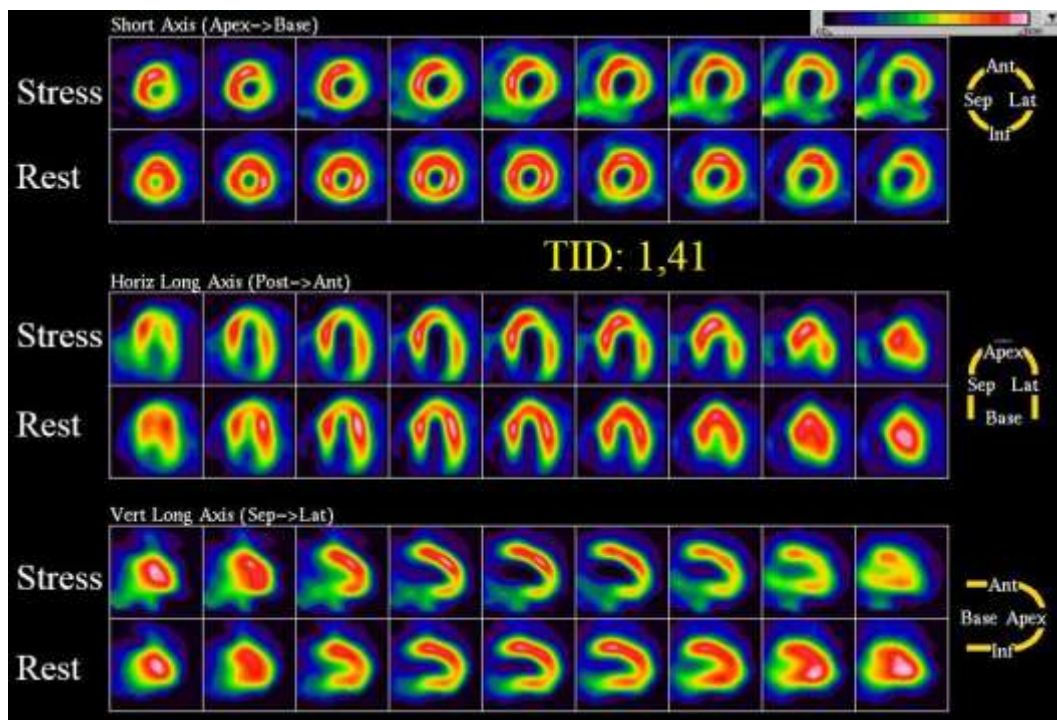 Short Axis (Apex->Base)
Stress
Rest
Ant
Sep Lat
Inf
TID: 1,41
Horiz Long Axis (Post->Ant)
Stress
Rest
Apex
Sep Lat
Base
Vert Long Axis (Sep->Lat)
Stress
Rest
Ant
Base Apex
Inf